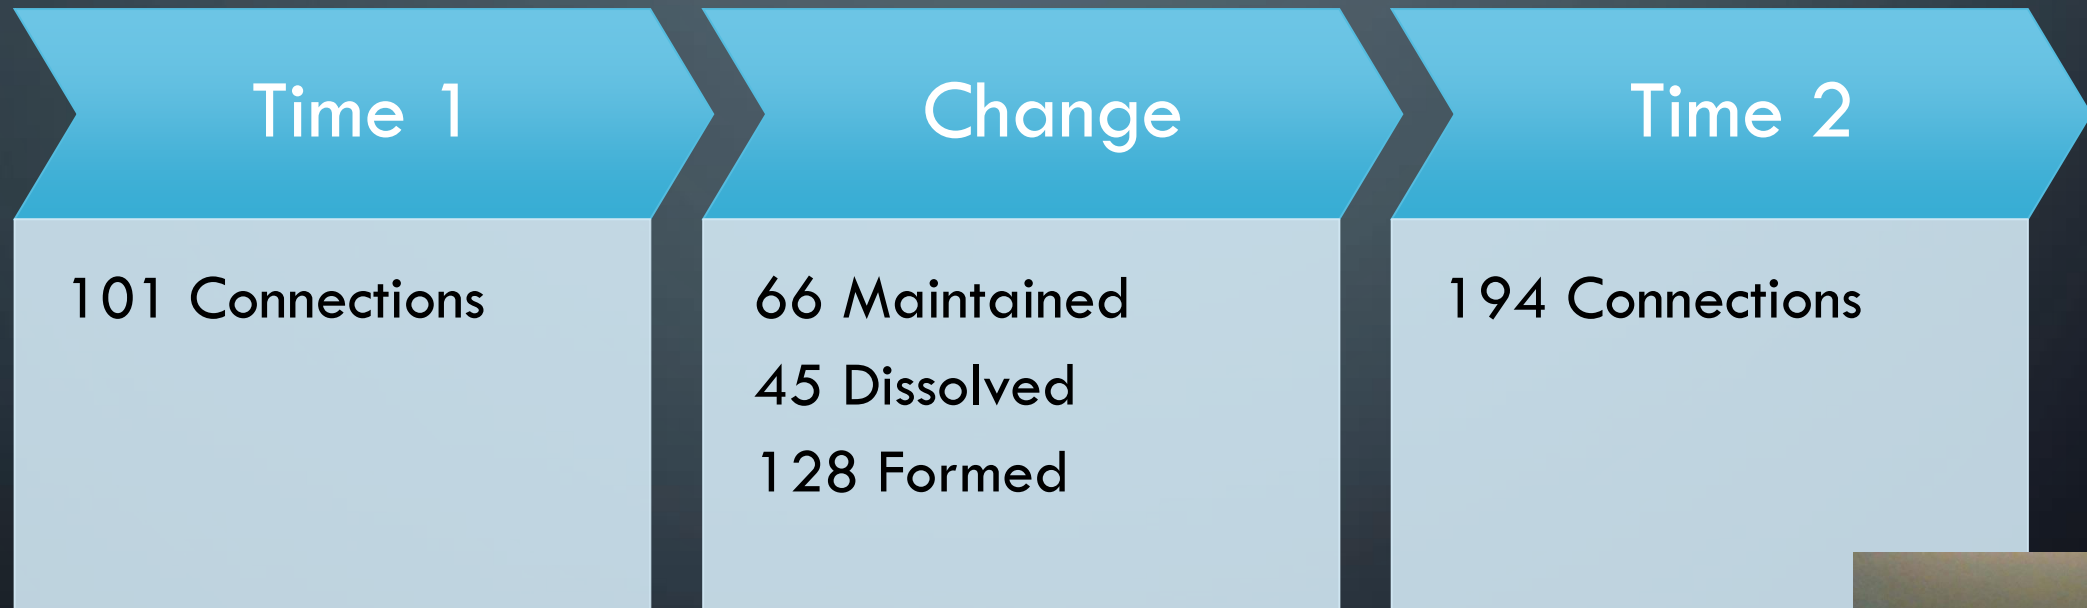 Time 1
Change
Time 2
101 Connections
66 Maintained
45 Dissolved
128 Formed
194 Connections